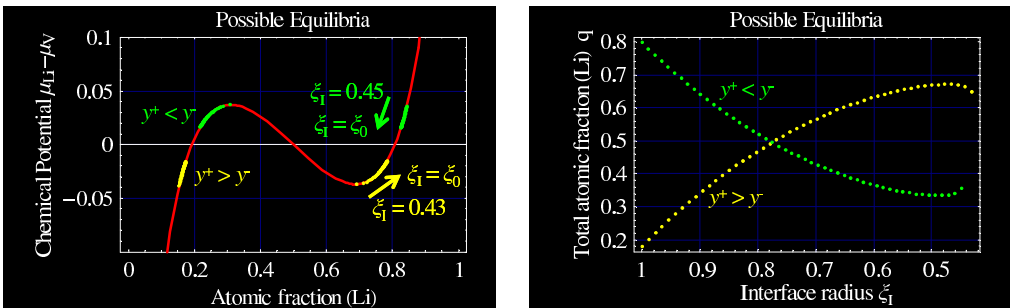 Possible Equilibria
Chemical Potential μLi−μV
0.1
0.05
0
−0.05
y⁺ < y⁻
ξI = 0.45
ξI = ξ0
y⁺ > y⁻
ξI = ξ0
ξI = 0.43
0 0.2 0.4 0.6 0.8 1
Atomic fraction (Li)
Possible Equilibria
Total atomic fraction (Li) q
0.8
0.7
0.6
0.5
0.4
0.3
0.2
y⁺ < y⁻
y⁺ > y⁻
1 0.9 0.8 0.7 0.6 0.5
Interface radius ξI